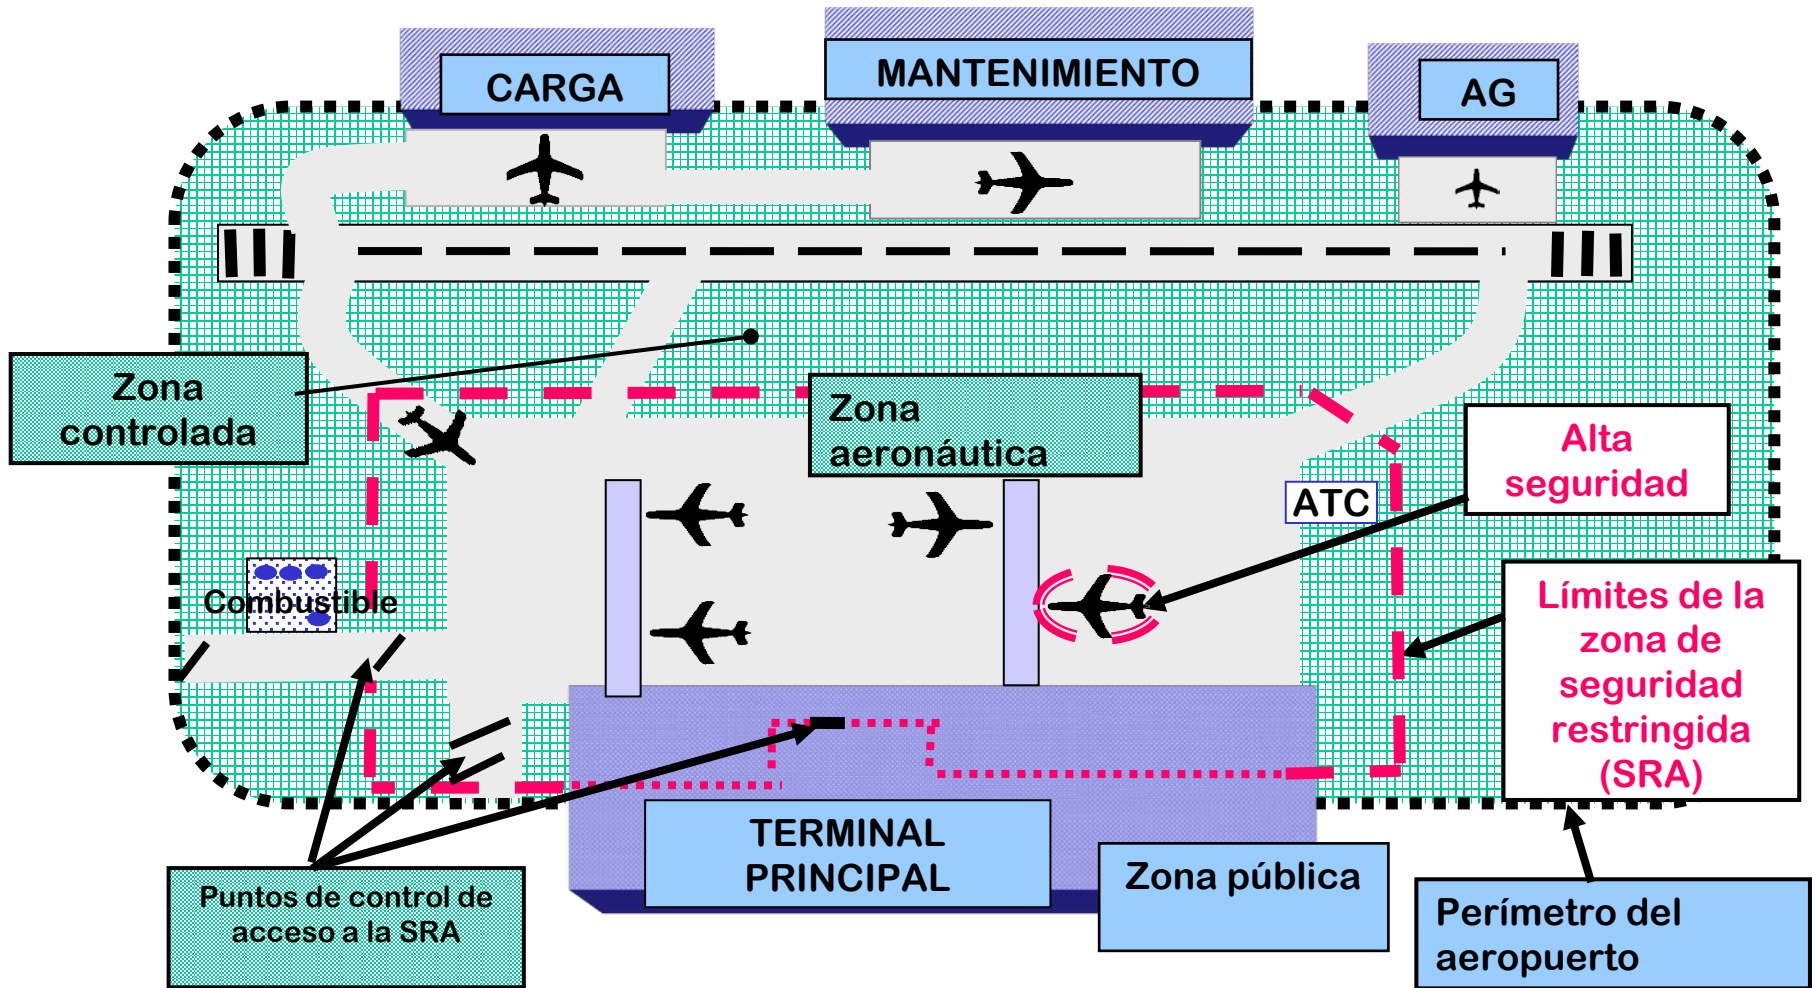 CARGA
MANTENIMIENTO
AG
Zona
controlada
Zona
aeronáutica
Alta
seguridad
ATC
Combustible
Límites de la
zona de
seguridad
restringida
(SRA)
TERMINAL
PRINCIPAL
Zona pública
Puntos de control de
acceso a la SRA
Perímetro del
aeropuerto